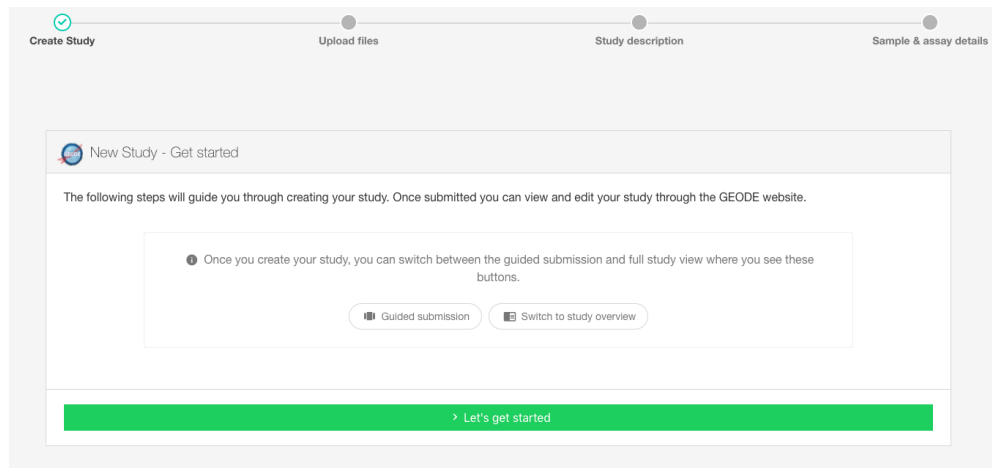 Create Study
Upload files
Study description
Sample & assay details
New Study - Get started
The following steps will guide you through creating your study. Once submitted you can view and edit your study through the GEODE website.
Once you create your study, you can switch between the guided submission and full study view where you see these
buttons.
Guided submission
Switch to study overview
Let's get started